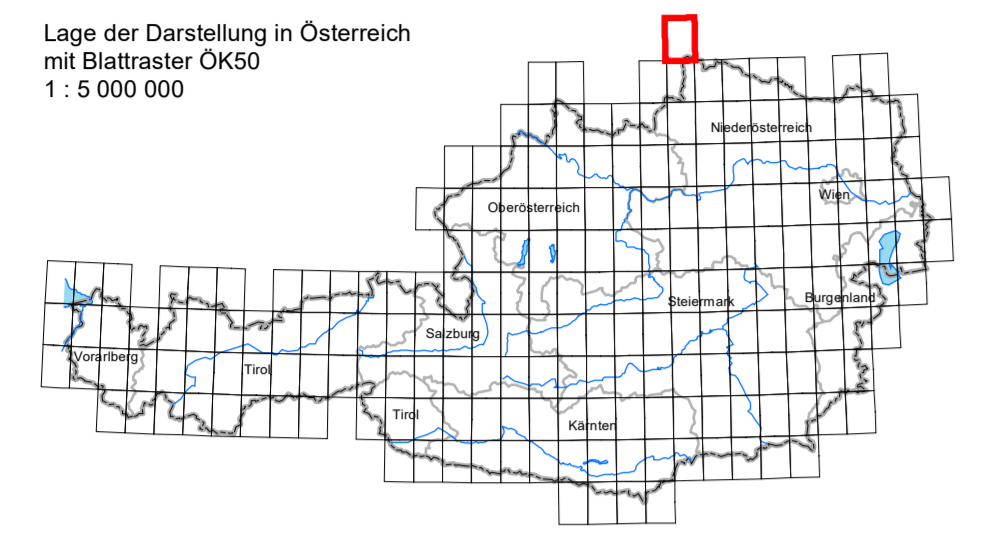 Lage der Darstellung in Österreich
mit Blattraster ÖK50
1 : 5 000 000
Niederösterreich
Wien
Oberösterreich
Steiermark
Burgenland
Salzburg
Vorarlberg
Tirol
Tirol
Kärnten